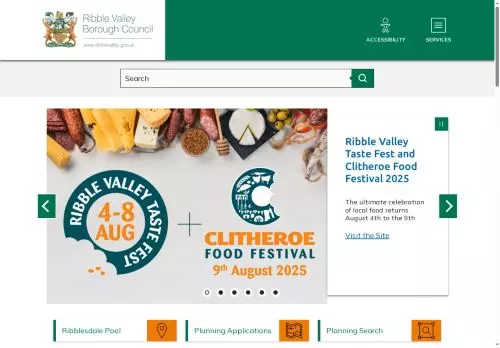 Ribble Valley
Borough Council
www.ribblevalley.gov.uk
ACCESSIBILITY
SERVICES
Search
RIBBLE VALLEY TASTE FEST
4-8
AUG
+
CLITHEROE
FOOD FESTIVAL
9th August 2025
Ribble Valley
Taste Fest and
Clitheroe Food
Festival 2025
The ultimate celebration
of local food returns
August 4th to the 9th
Visit the Site
Ribblesdale Pool
Planning Applications
Planning Search